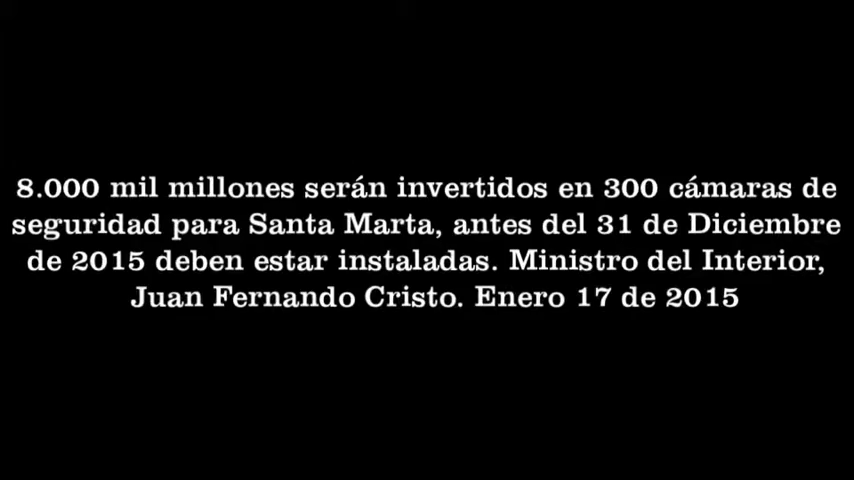 8.000 mil millones serán invertidos en 300 cámaras de
seguridad para Santa Marta, antes del 31 de Diciembre
de 2015 deben estar instaladas. Ministro del Interior,
Juan Fernando Cristo. Enero 17 de 2015